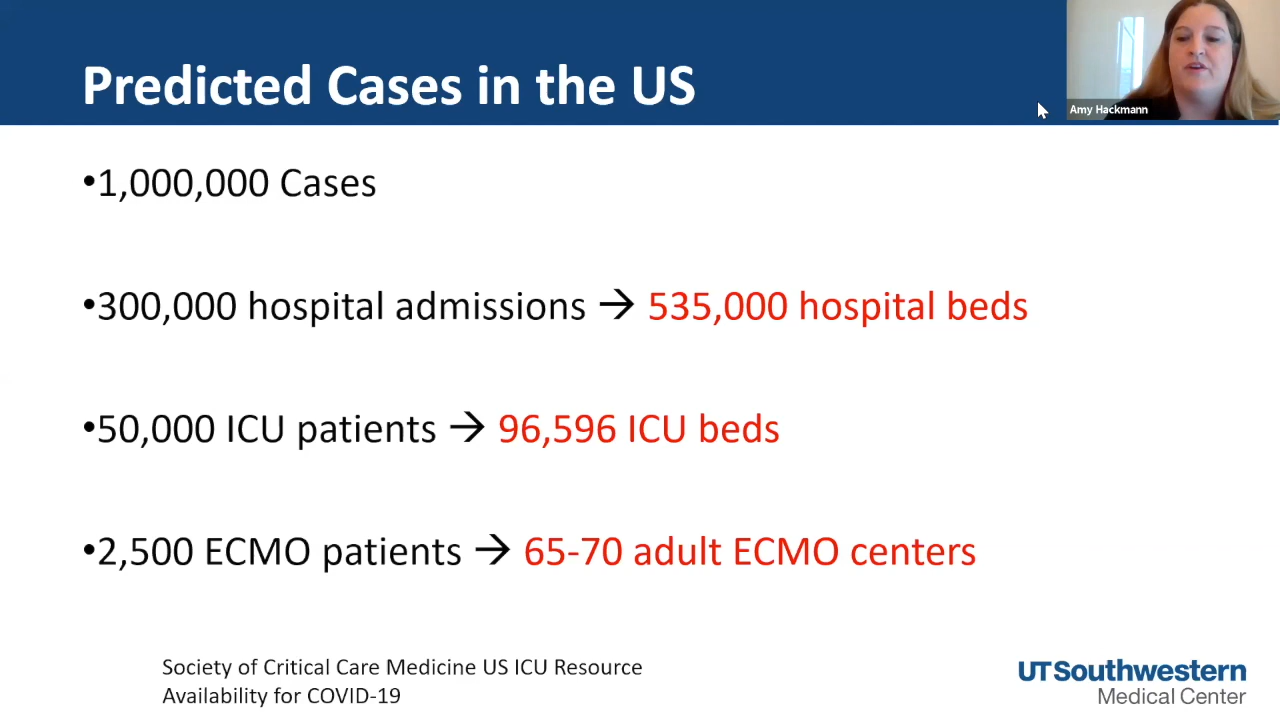 Predicted Cases in the US
Amy Hackmann
•1,000,000 Cases
•300,000 hospital admissions → 535,000 hospital beds
•50,000 ICU patients → 96,596 ICU beds
•2,500 ECMO patients → 65-70 adult ECMO centers
Society of Critical Care Medicine US ICU Resource
Availability for COVID-19
UTSouthwestern
Medical Center